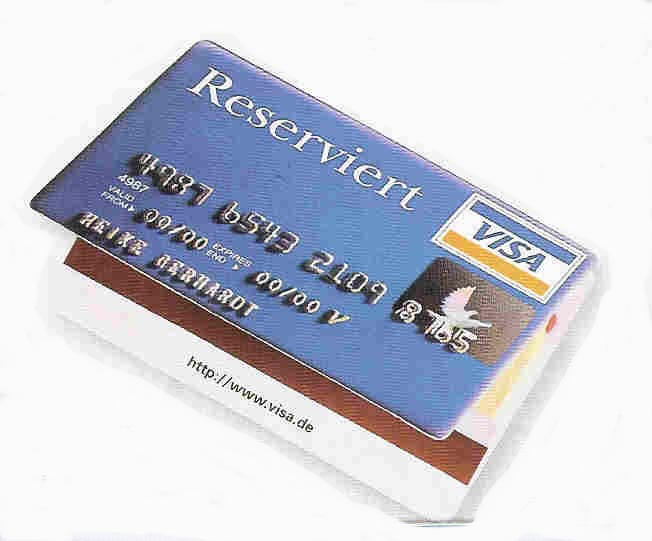 Reserviert
4987 6543 2109 8765
4987
VALID FROM ▶ 00/00 EXPIRES END ▶ 00/00 V
HEIKE GERHARDT
VISA
http://www.visa.de